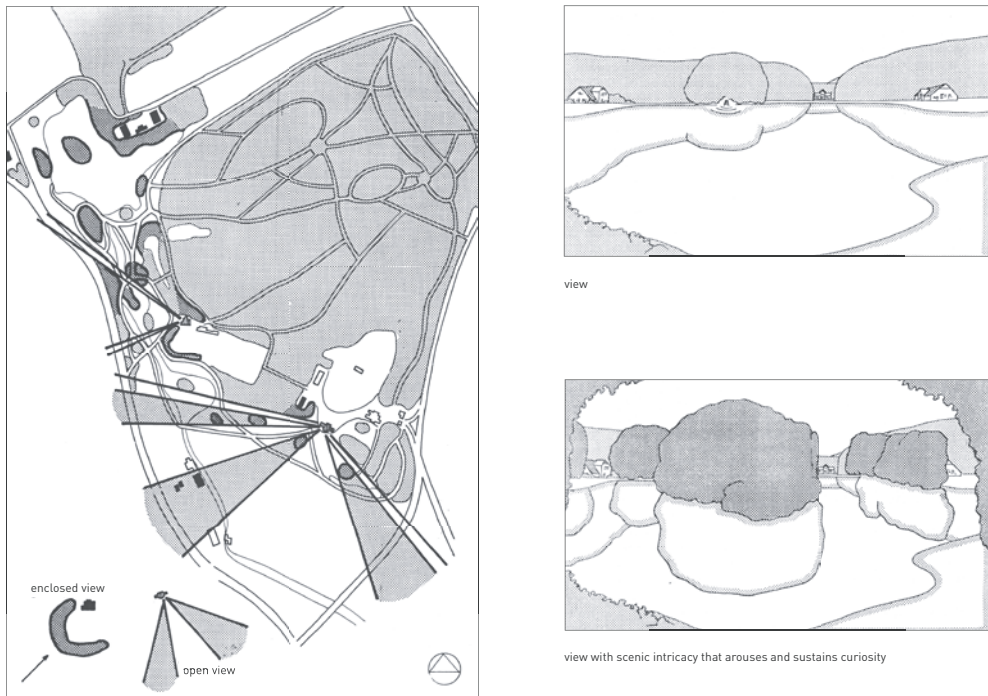 enclosed view
open view
view
view with scenic intricacy that arouses and sustains curiosity